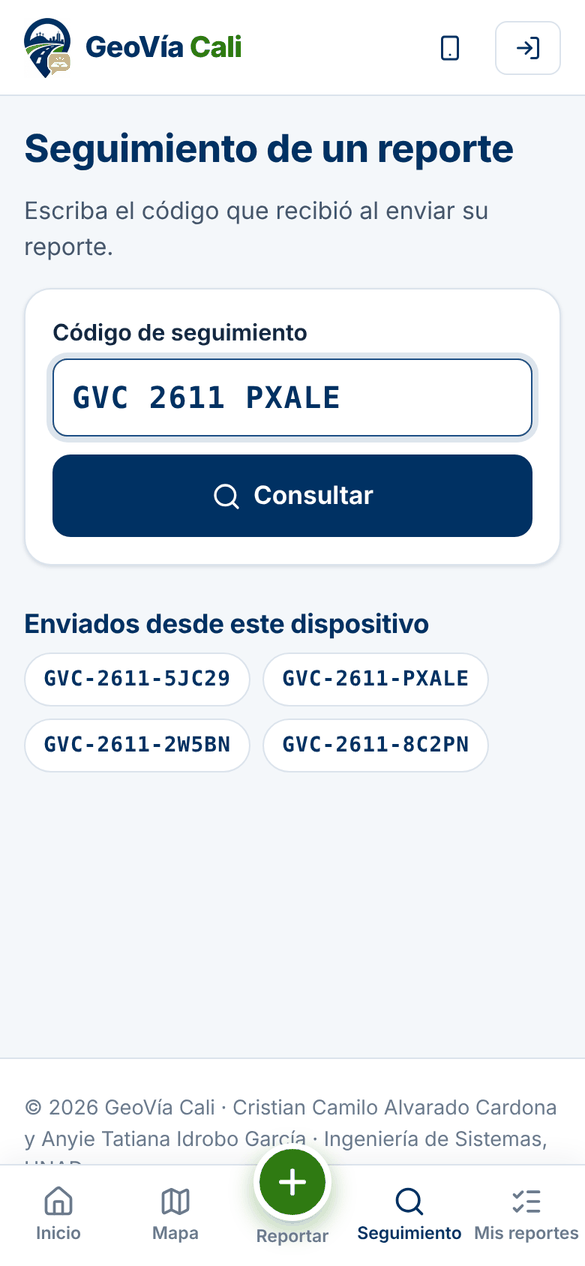 GeoVía Cali
Seguimiento de un reporte
Escriba el código que recibió al enviar su
reporte.
Código de seguimiento
GVC 2611 PXALE
Consultar
Enviados desde este dispositivo
GVC-2611-5JC29 GVC-2611-PXALE
GVC-2611-2W5BN GVC-2611-8C2PN
© 2026 GeoVía Cali · Cristian Camilo Alvarado Cardona
y Anyie Tatiana Idrobo García · Ingeniería de Sistemas,
Inicio Mapa Reportar Seguimiento Mis reportes